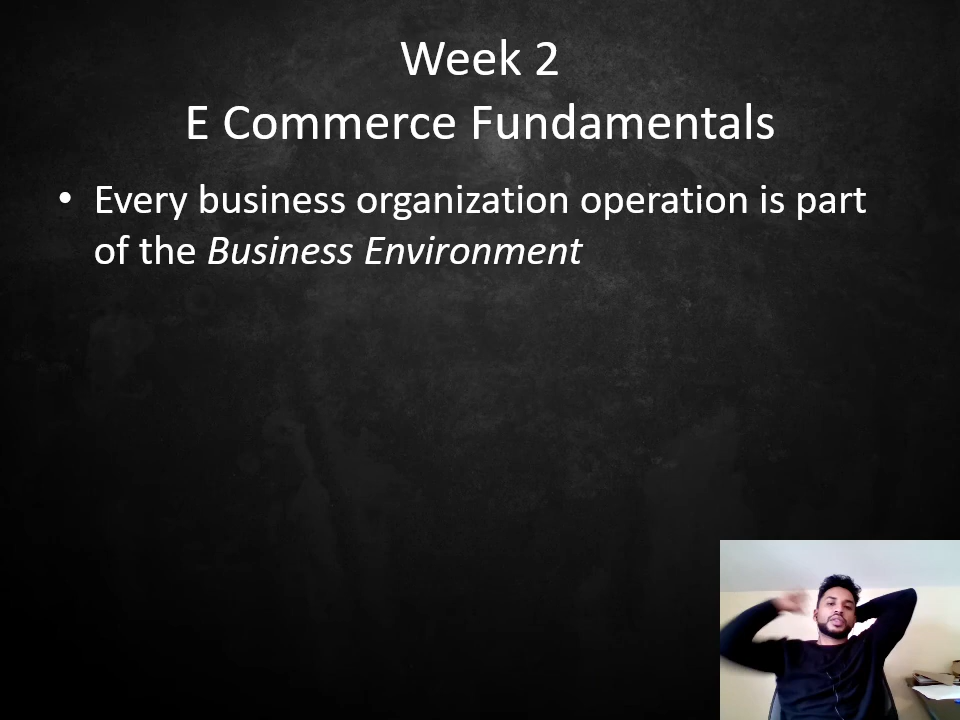 Week 2
E Commerce Fundamentals
• Every business organization operation is part
of the Business Environment